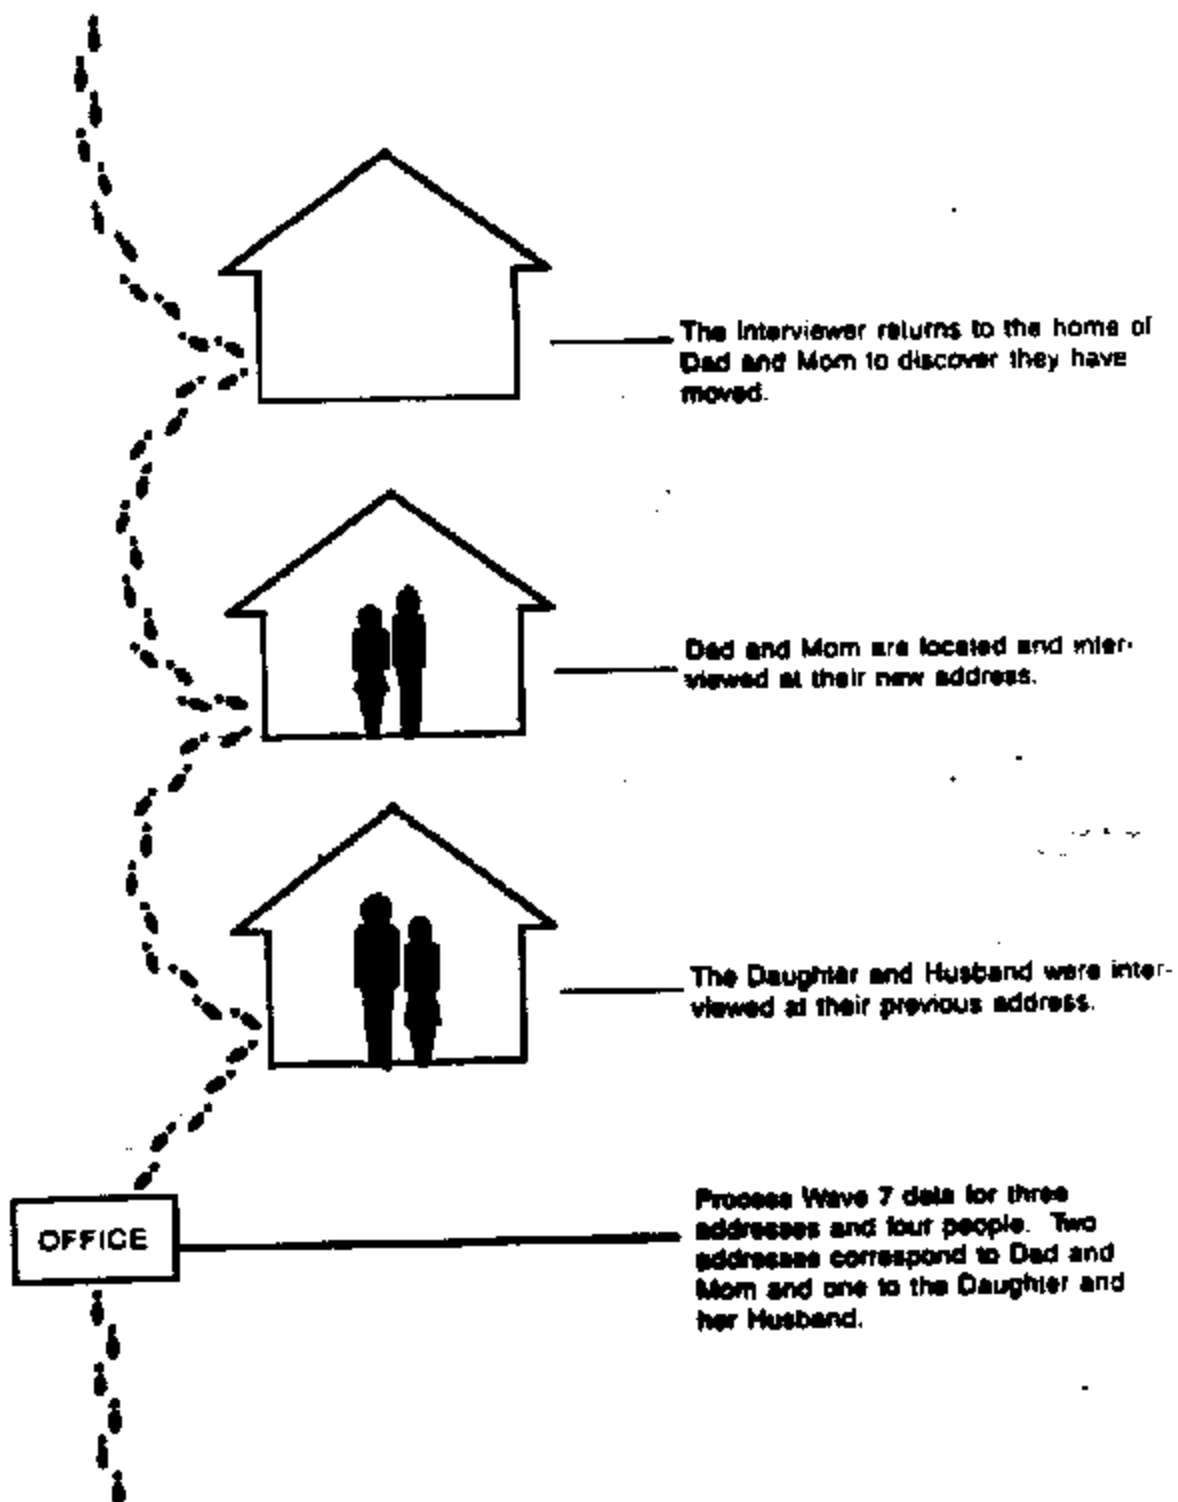 The Interviewer returns to the home of
Dad and Mom to discover they have
moved.
Dad and Mom are located and inter-
viewed at their new address.
The Daughter and Husband were inter-
viewed at their previous address.
OFFICE
Process Wave 7 data for three
addresses and four people. Two
addresses correspond to Dad and
Mom and one to the Daughter and
her Husband.